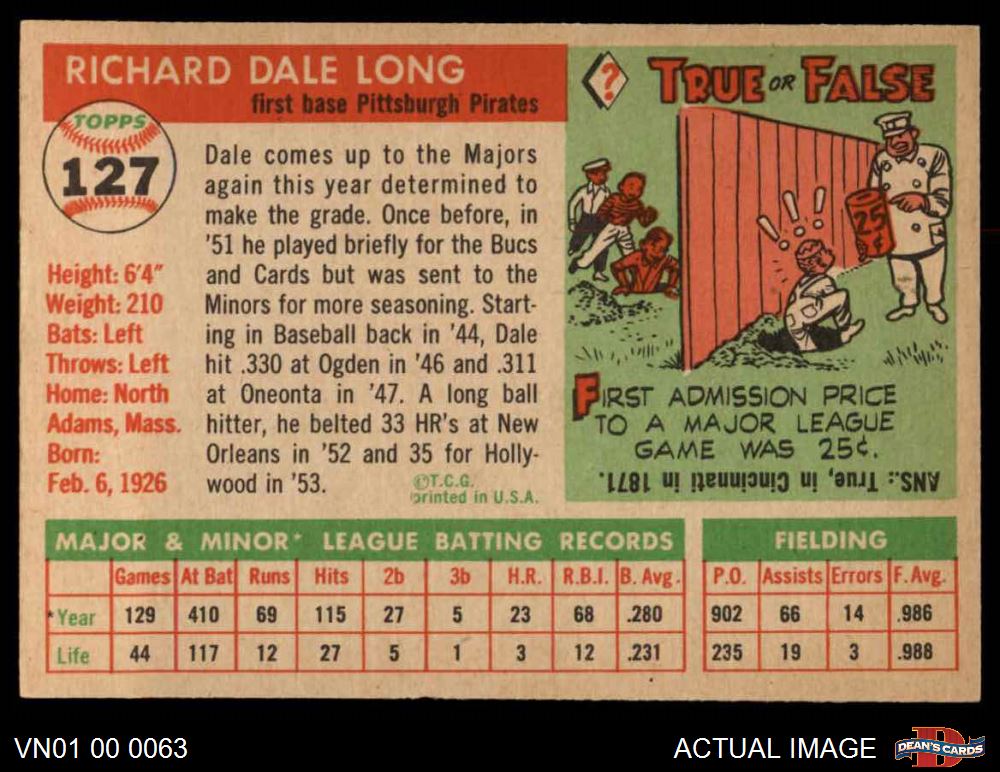 RICHARD DALE LONG
first base Pittsburgh Pirates
TOPPS
127
Dale comes up to the Majors
again this year determined to
make the grade. Once before, in
'51 he played briefly for the Bucs
and Cards but was sent to the
Minors for more seasoning. Start-
ing in Baseball back in '44, Dale
hit .330 at Ogden in '46 and .311
at Oneonta in '47. A long ball
hitter, he belted 33 HR's at New
Orleans in '52 and 35 for Holly-
wood in '53.
©T.C.G.
printed in U.S.A.
Height: 6'4"
Weight: 210
Bats: Left
Throws: Left
Home: North
Adams, Mass.
Born:
Feb. 6, 1926
? TRUE OR FALSE
25¢
FIRST ADMISSION PRICE
TO A MAJOR LEAGUE
GAME WAS 25¢.
ANS.: True, in Cincinnati in 1871.
MAJOR & MINOR* LEAGUE BATTING RECORDS
Games At Bat Runs Hits 2b 3b H.R. R.B.I. B. Avg.
*Year 129 410 69 115 27 5 23 68 .280
Life 44 117 12 27 5 1 3 12 .231
FIELDING
P.O. Assists Errors F. Avg.
902 66 14 .986
235 19 3 .988
VN01 00 0063
ACTUAL IMAGE
D
DEAN'S CARDS